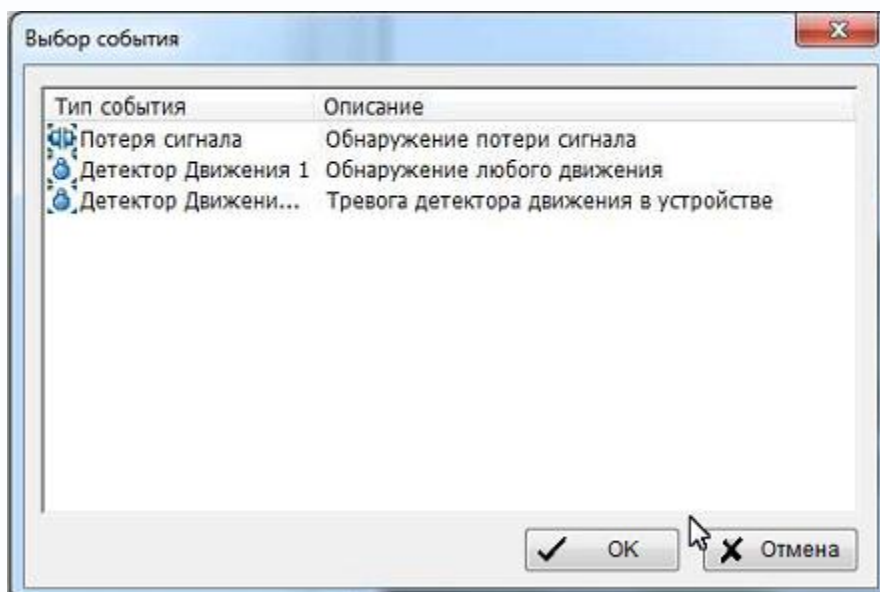 Выбор события
Тип события Описание
Потеря сигнала Обнаружение потери сигнала
Детектор Движения 1 Обнаружение любого движения
Детектор Движени... Тревога детектора движения в устройстве
OK Отмена